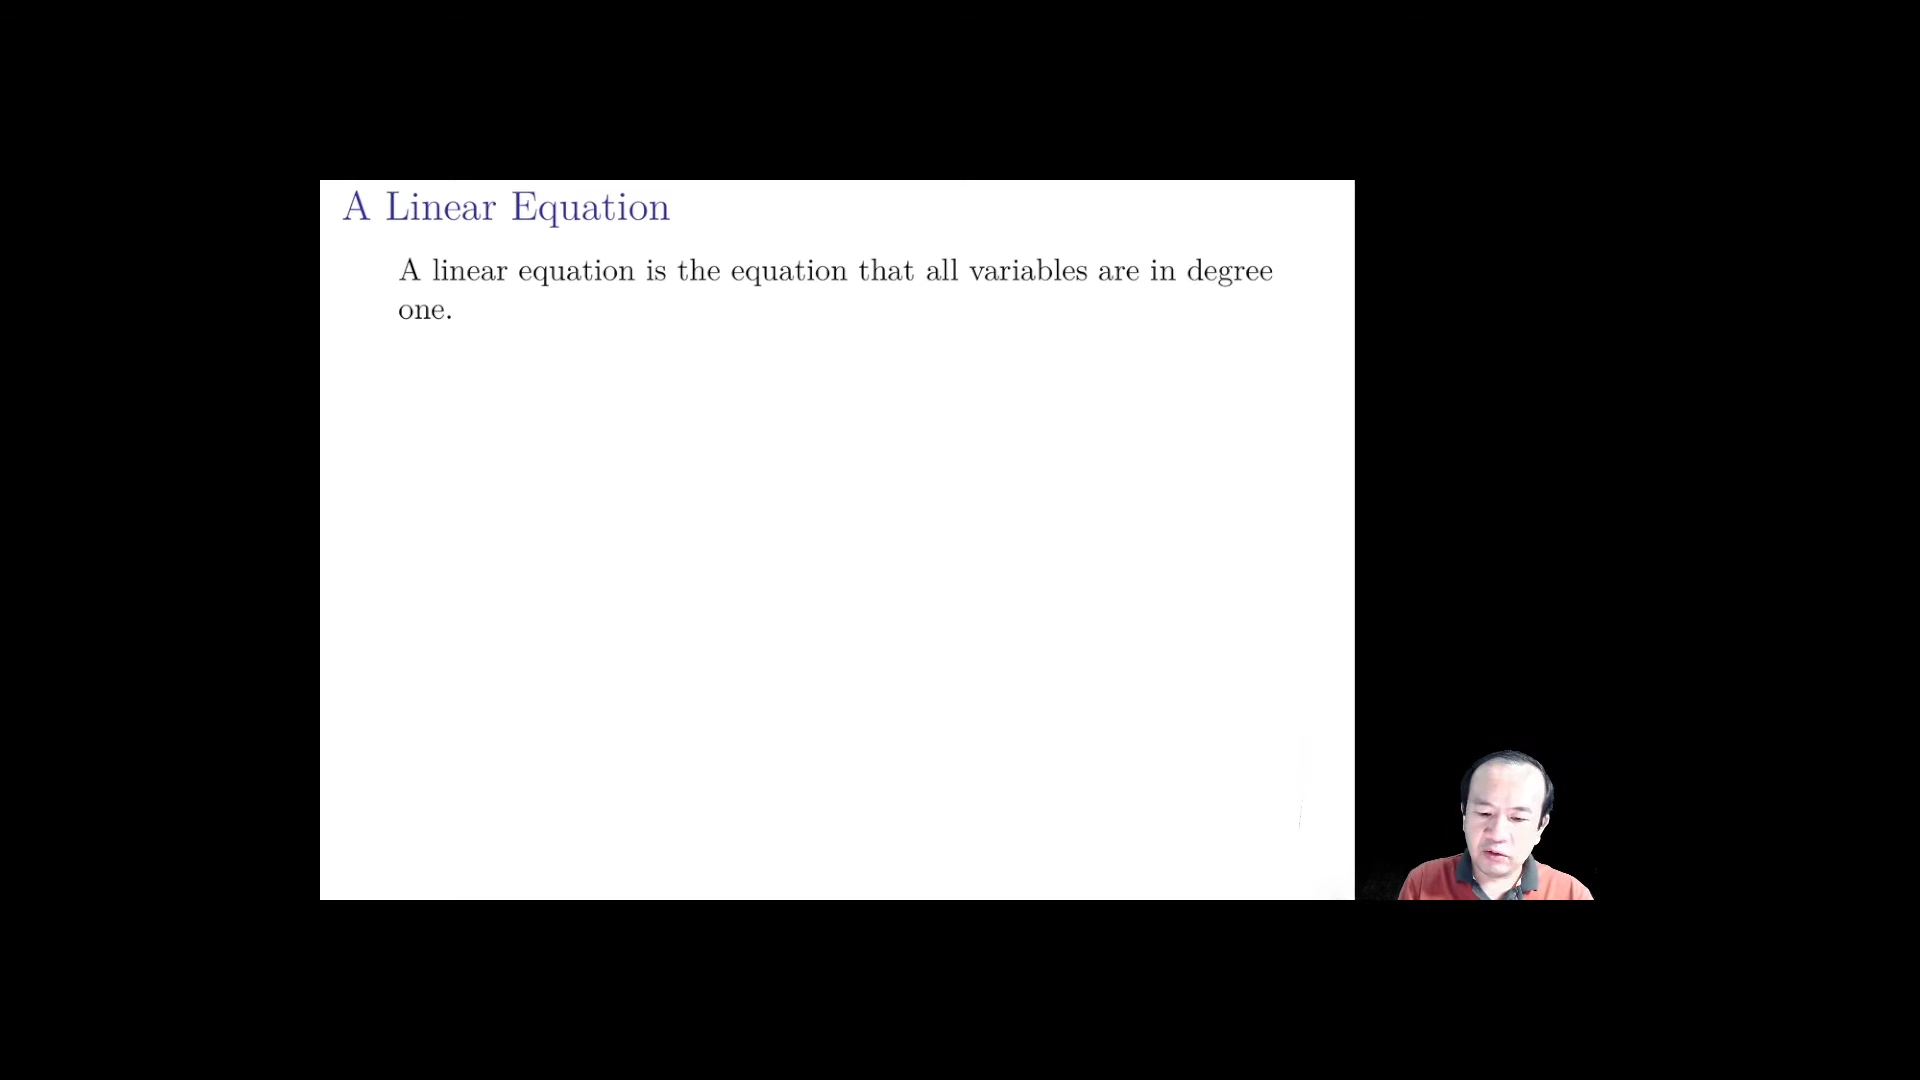 A Linear Equation
A linear equation is the equation that all variables are in degree
one.